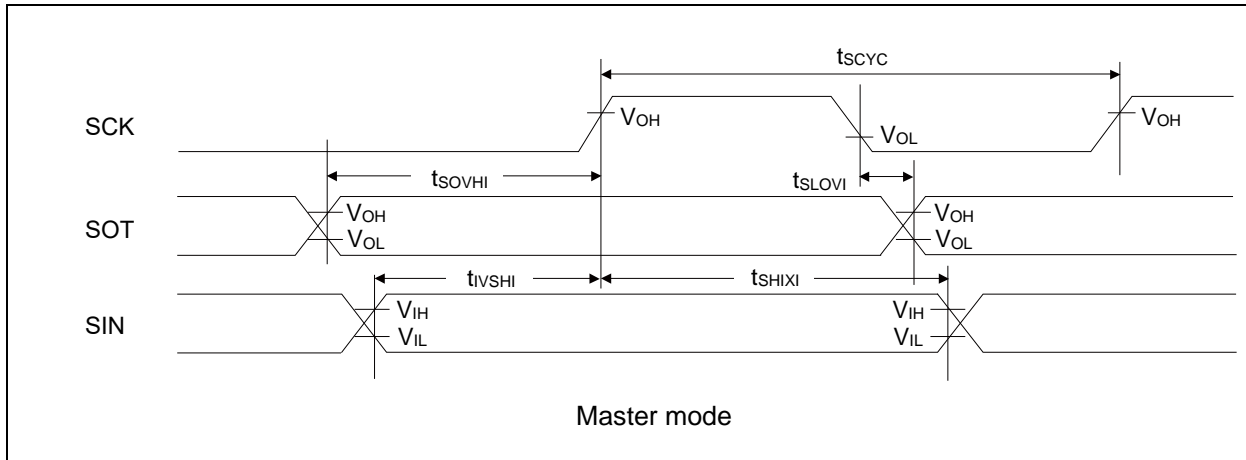 tSCYC
SCK
VOH
VOL
VOH
tSOVHI
tSLOVI
SOT
VOH
VOL
VOH
VOL
tIVSHI
tSHIXI
SIN
VIH
VIL
VIH
VIL
Master mode